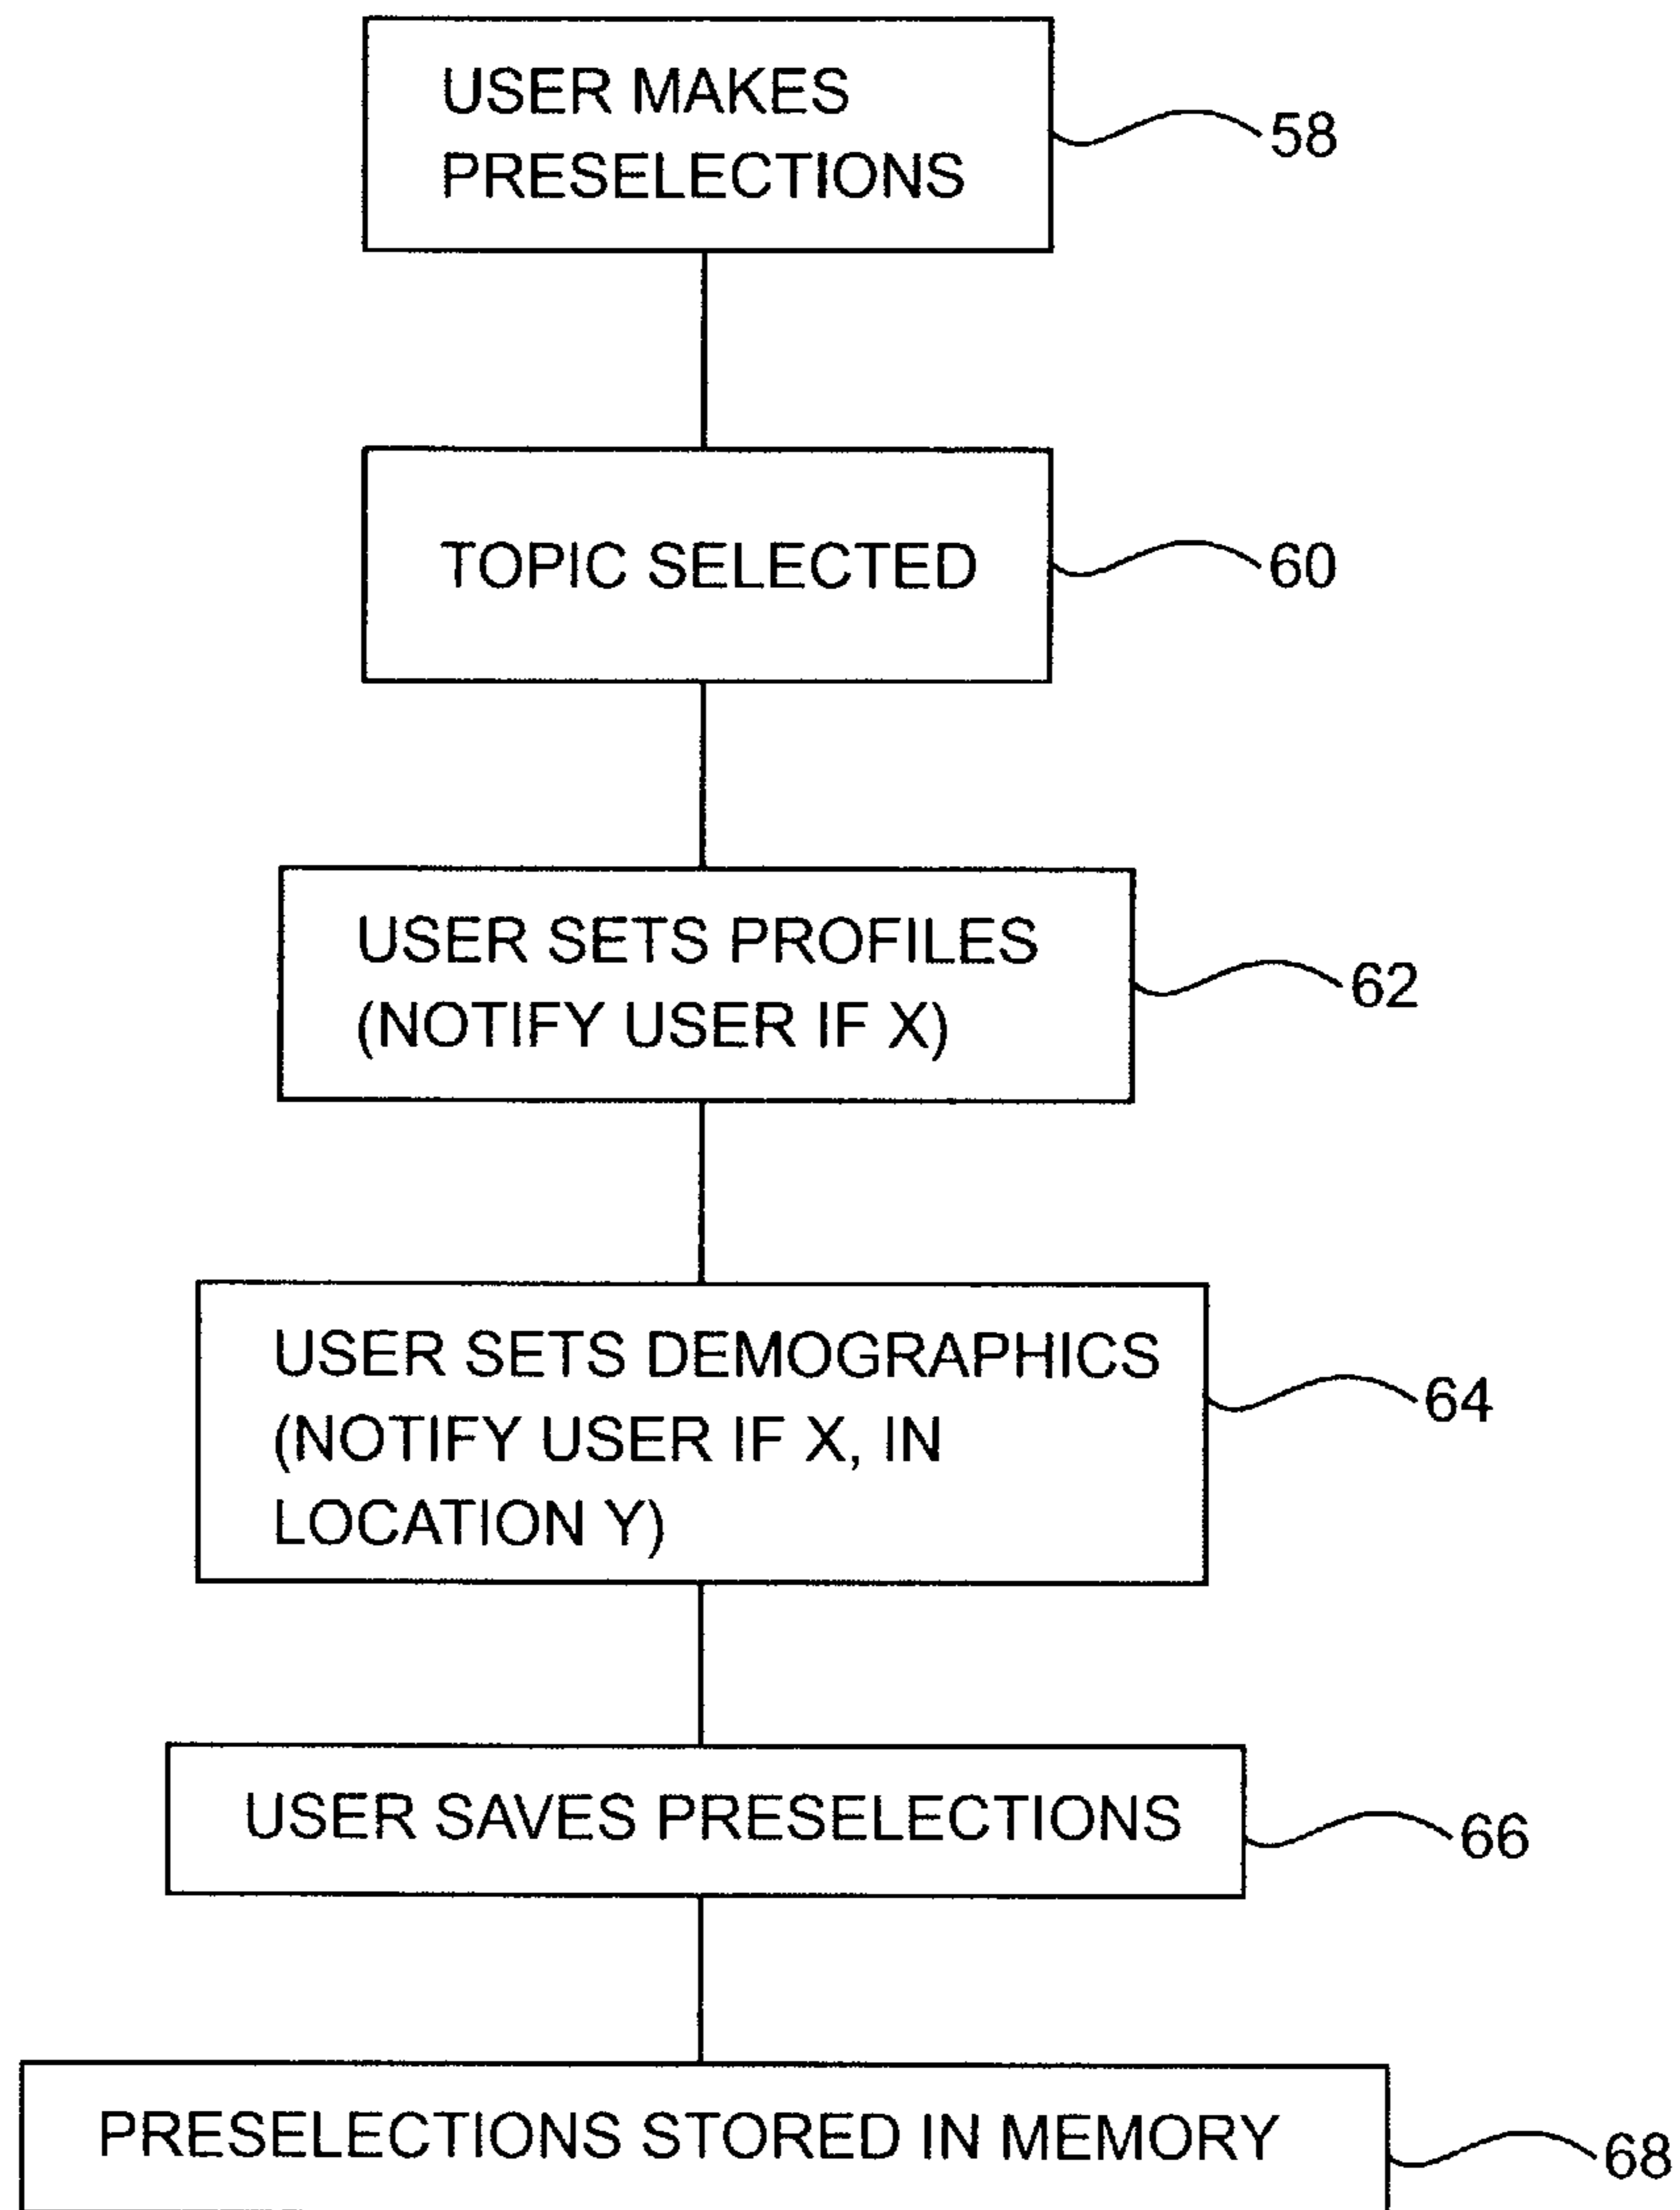 USER MAKES
PRESELECTIONS
58
TOPIC SELECTED
60
USER SETS PROFILES
(NOTIFY USER IF X)
62
USER SETS DEMOGRAPHICS
(NOTIFY USER IF X, IN
LOCATION Y)
64
USER SAVES PRESELECTIONS
66
PRESELECTIONS STORED IN MEMORY
68